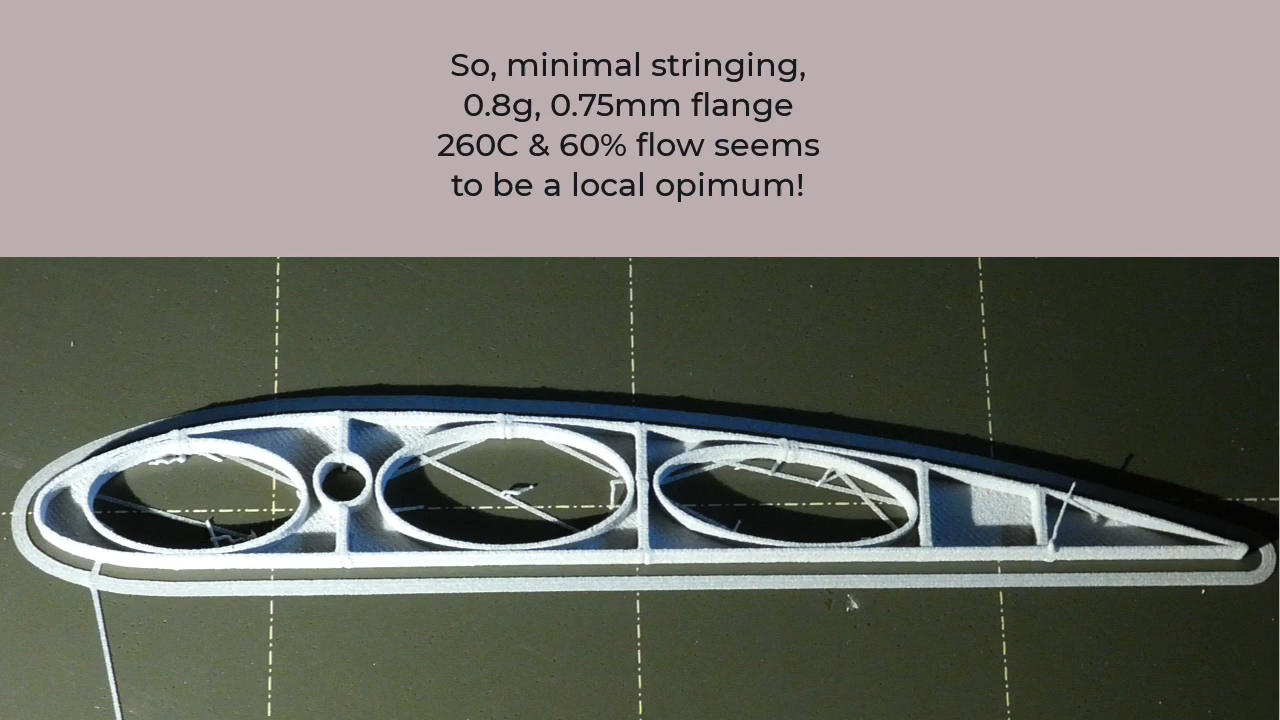 So, minimal stringing,
0.8g, 0.75mm flange
260C & 60% flow seems
to be a local opimum!